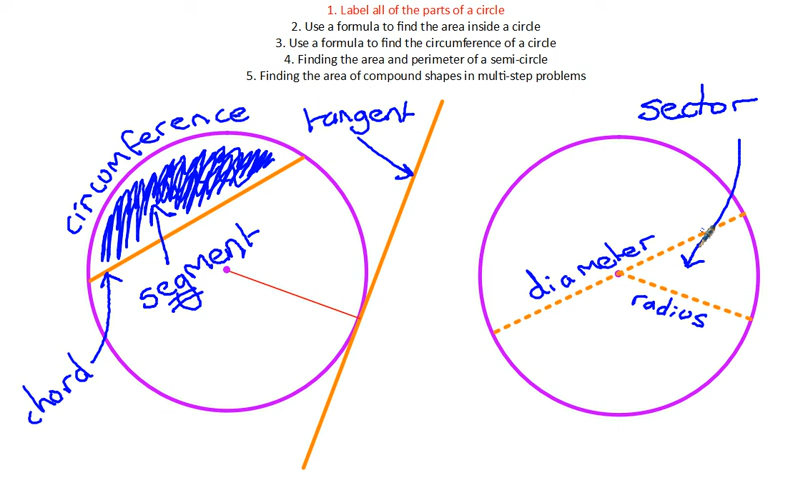 1. Label all of the parts of a circle
2. Use a formula to find the area inside a circle
3. Use a formula to find the circumference of a circle
4. Finding the area and perimeter of a semi-circle
5. Finding the area of compound shapes in multi-step problems
circumference
tangent
sector
segment
diameter
radius
chord